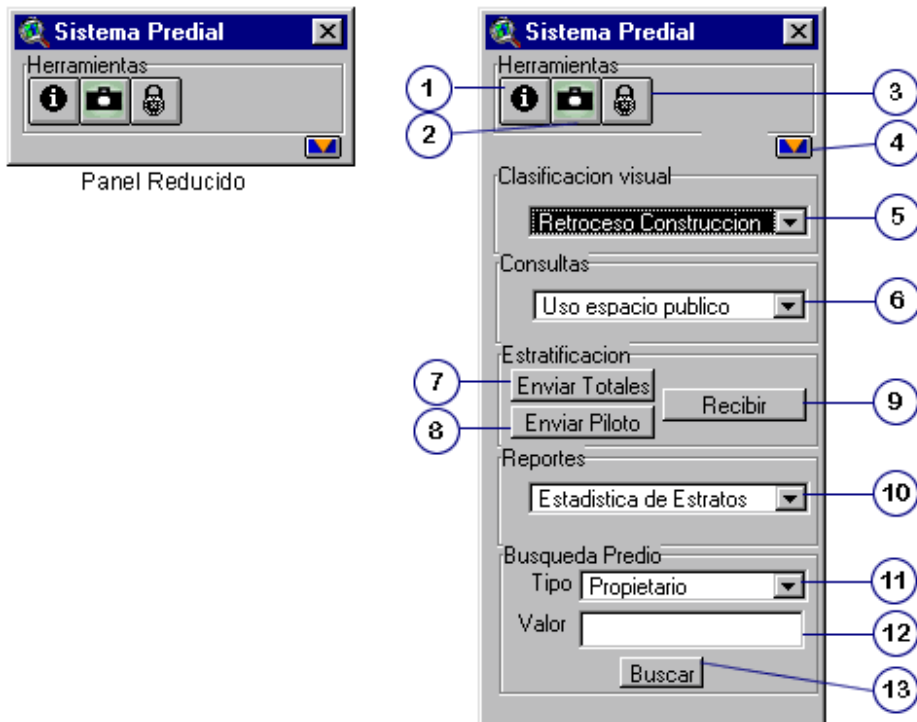 Sistema Predial
Herramientas
Panel Reducido
Sistema Predial
Herramientas
1
2
3
4
Clasificacion visual
Retroceso Construccion
5
Consultas
Uso espacio publico
6
Estratificacion
7
Enviar Totales
8
Enviar Piloto
Recibir
9
Reportes
Estadistica de Estratos
10
Busqueda Predio
Tipo Propietario
11
Valor
12
Buscar
13